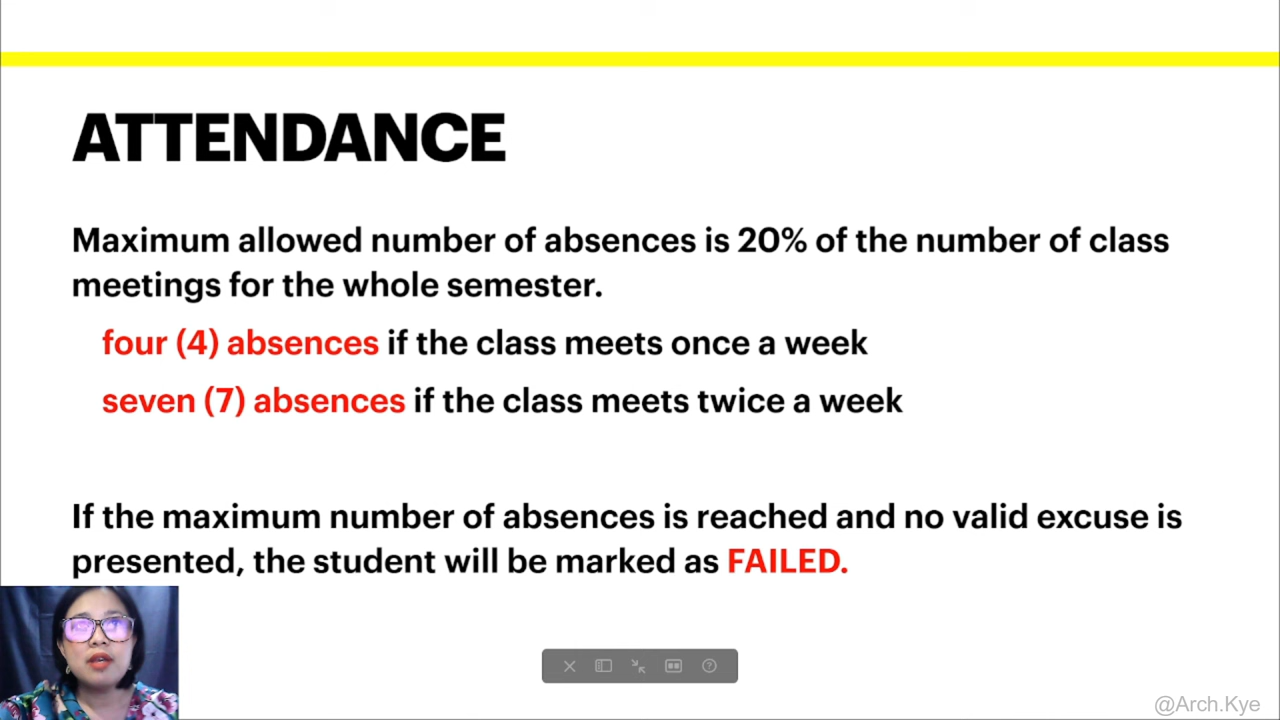 ATTENDANCE
Maximum allowed number of absences is 20% of the number of class
meetings for the whole semester.
four (4) absences if the class meets once a week
seven (7) absences if the class meets twice a week
If the maximum number of absences is reached and no valid excuse is
presented, the student will be marked as FAILED.
@Arch.Kye